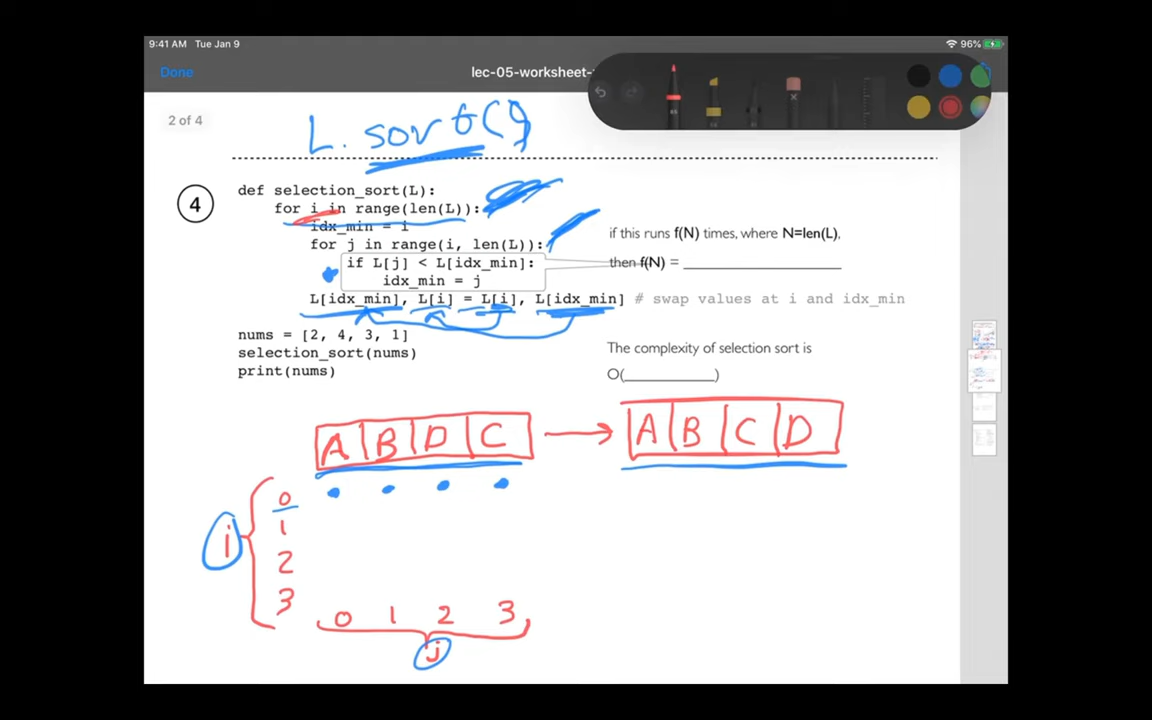 9:41 AM Tue Jan 9
96%
Done
lec-05-worksheet-
2 of 4
L. sort()
4
def selection_sort(L):
for i in range(len(L)):
idx_min = i
for j in range(i, len(L)):
if L[j] < L[idx_min]:
idx_min = j
L[idx_min], L[i] = L[i], L[idx_min] # swap values at i and idx_min
if this runs f(N) times, where N=len(L),
then f(N) = ____________________
nums = [2, 4, 3, 1]
selection_sort(nums)
print(nums)
The complexity of selection sort is
O(____________)
A B D C → A B C D
i
0
1
2
3
0 1 2 3
j